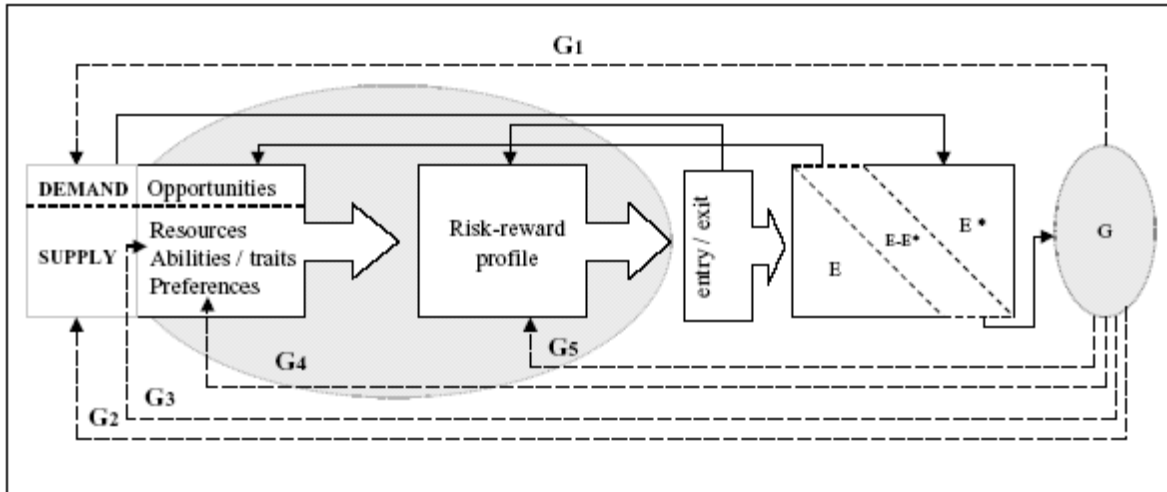 G1
DEMAND
Opportunities
SUPPLY
Resources
Abilities / traits
Preferences
Risk-reward
profile
entry / exit
E
E-E*
E *
G
G5
G4
G3
G2